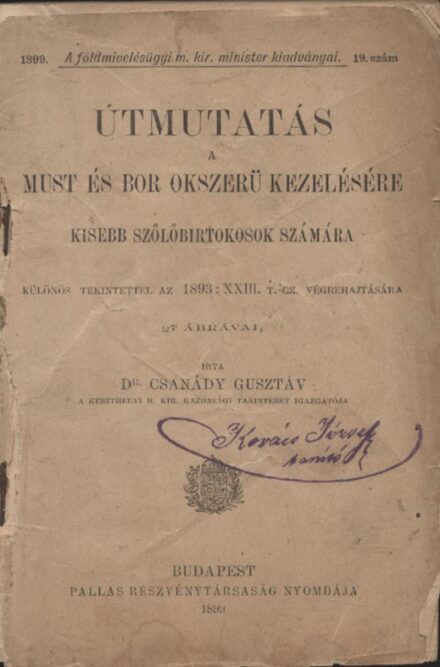 1899. A földmivelésügyi m. kir. minister kiadványai. 19. szám
ÚTMUTATÁS
A
MUST ÉS BOR OKSZERÜ KEZELÉSÉRE
KISEBB SZŐLŐBIRTOKOSOK SZÁMÁRA
KÜLÖNÖS TEKINTETTEL AZ 1893 : XXIII. T.-CZ. VÉGREHAJTÁSÁRA
27 ÁBRÁVAL
IRTA
DR. CSANÁDY GUSZTÁV
A KESZTHELYI M. KIR. GAZDASÁGI TANINTÉZET IGAZGATÓJA
Kovács József
tanító
BUDAPEST
PALLAS RÉSZVÉNYTÁRSASÁG NYOMDÁJA
1899